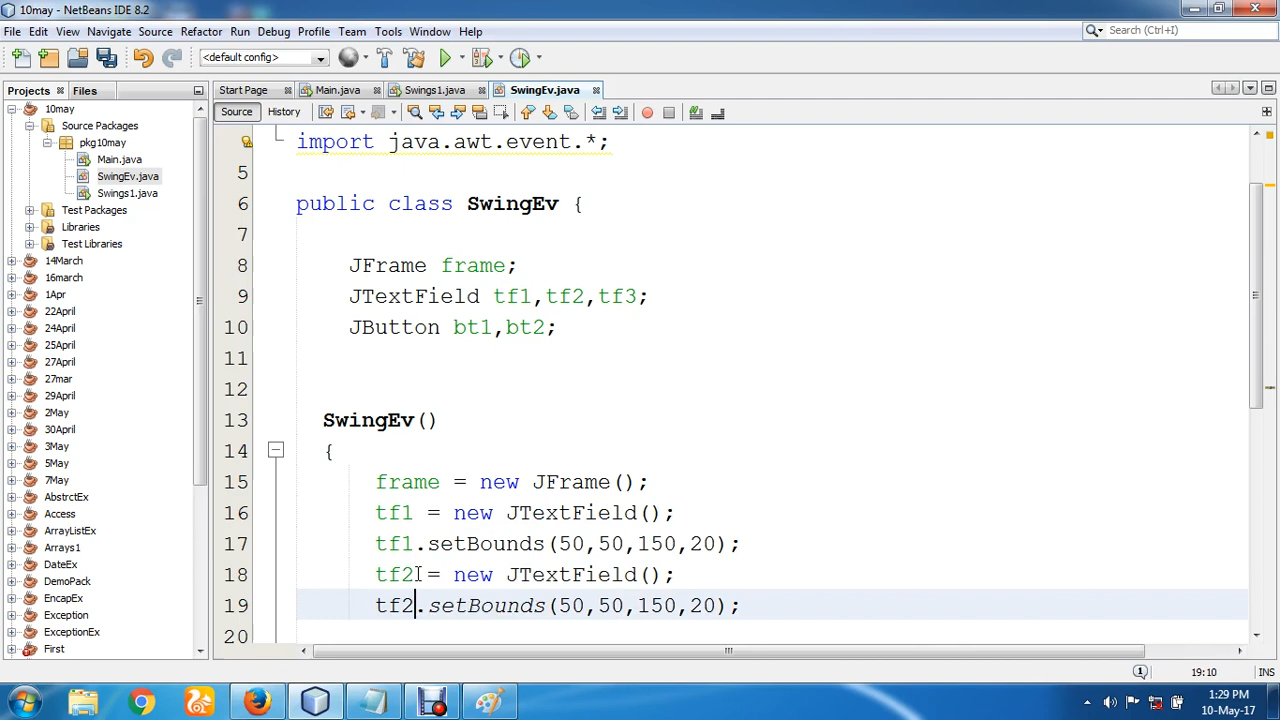 10may - NetBeans IDE 8.2
File Edit View Navigate Source Refactor Run Debug Profile Team Tools Window Help
Search (Ctrl+I)
<default config>
Projects Files
Start Page Main.java Swings1.java SwingEv.java
Source History
10may
Source Packages
pkg10may
Main.java
SwingEv.java
Swings1.java
Test Packages
Libraries
Test Libraries
14March
16march
1Apr
22April
24April
25April
27April
27mar
29April
2May
30April
3May
5May
7May
AbstrctEx
Access
ArrayListEx
Arrays1
DateEx
DemoPack
EncapEx
Exception
ExceptionEx
First
import java.awt.event.*;
5
6 public class SwingEv {
7
8 JFrame frame;
9 JTextField tf1,tf2,tf3;
10 JButton bt1,bt2;
11
12
13 SwingEv()
14 {
15 frame = new JFrame();
16 tf1 = new JTextField();
17 tf1.setBounds(50,50,150,20);
18 tf2 = new JTextField();
19 tf2.setBounds(50,50,150,20);
20
1
19:10
INS
1:29 PM
10-May-17